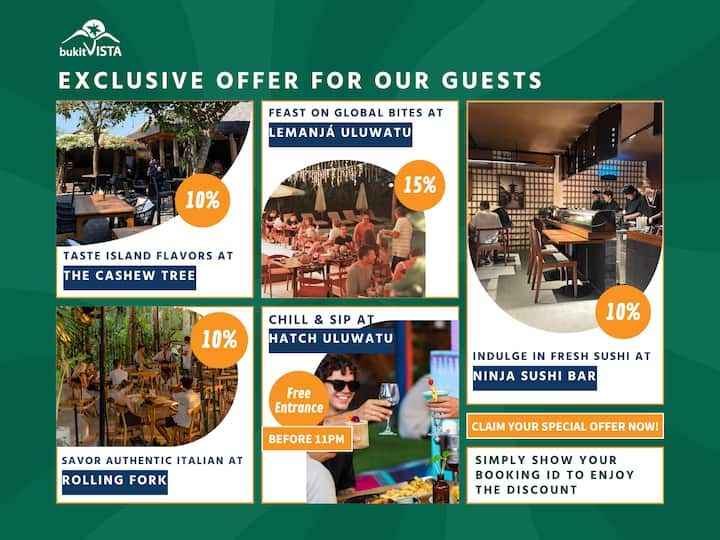 bukit VISTA
EXCLUSIVE OFFER FOR OUR GUESTS
10%
TASTE ISLAND FLAVORS AT
THE CASHEW TREE
FEAST ON GLOBAL BITES AT
LEMANJÁ ULUWATU
15%
10%
INDULGE IN FRESH SUSHI AT
NINJA SUSHI BAR
10%
SAVOR AUTHENTIC ITALIAN AT
ROLLING FORK
CHILL & SIP AT
HATCH ULUWATU
Free
Entrance
BEFORE 11PM
CLAIM YOUR SPECIAL OFFER NOW!
SIMPLY SHOW YOUR
BOOKING ID TO ENJOY
THE DISCOUNT